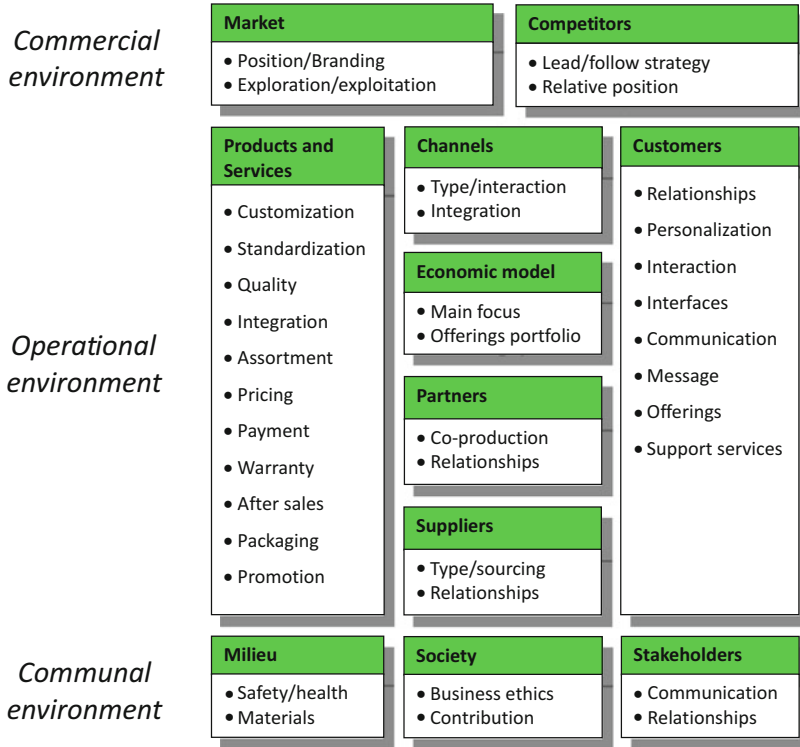 Commercial
environment
Market
• Position/Branding
• Exploration/exploitation
Competitors
• Lead/follow strategy
• Relative position
Operational
environment
Products and
Services
• Customization
• Standardization
• Quality
• Integration
• Assortment
• Pricing
• Payment
• Warranty
• After sales
• Packaging
• Promotion
Channels
• Type/interaction
• Integration
Economic model
• Main focus
• Offerings portfolio
Partners
• Co-production
• Relationships
Suppliers
• Type/sourcing
• Relationships
Customers
• Relationships
• Personalization
• Interaction
• Interfaces
• Communication
• Message
• Offerings
• Support services
Communal
environment
Milieu
• Safety/health
• Materials
Society
• Business ethics
• Contribution
Stakeholders
• Communication
• Relationships